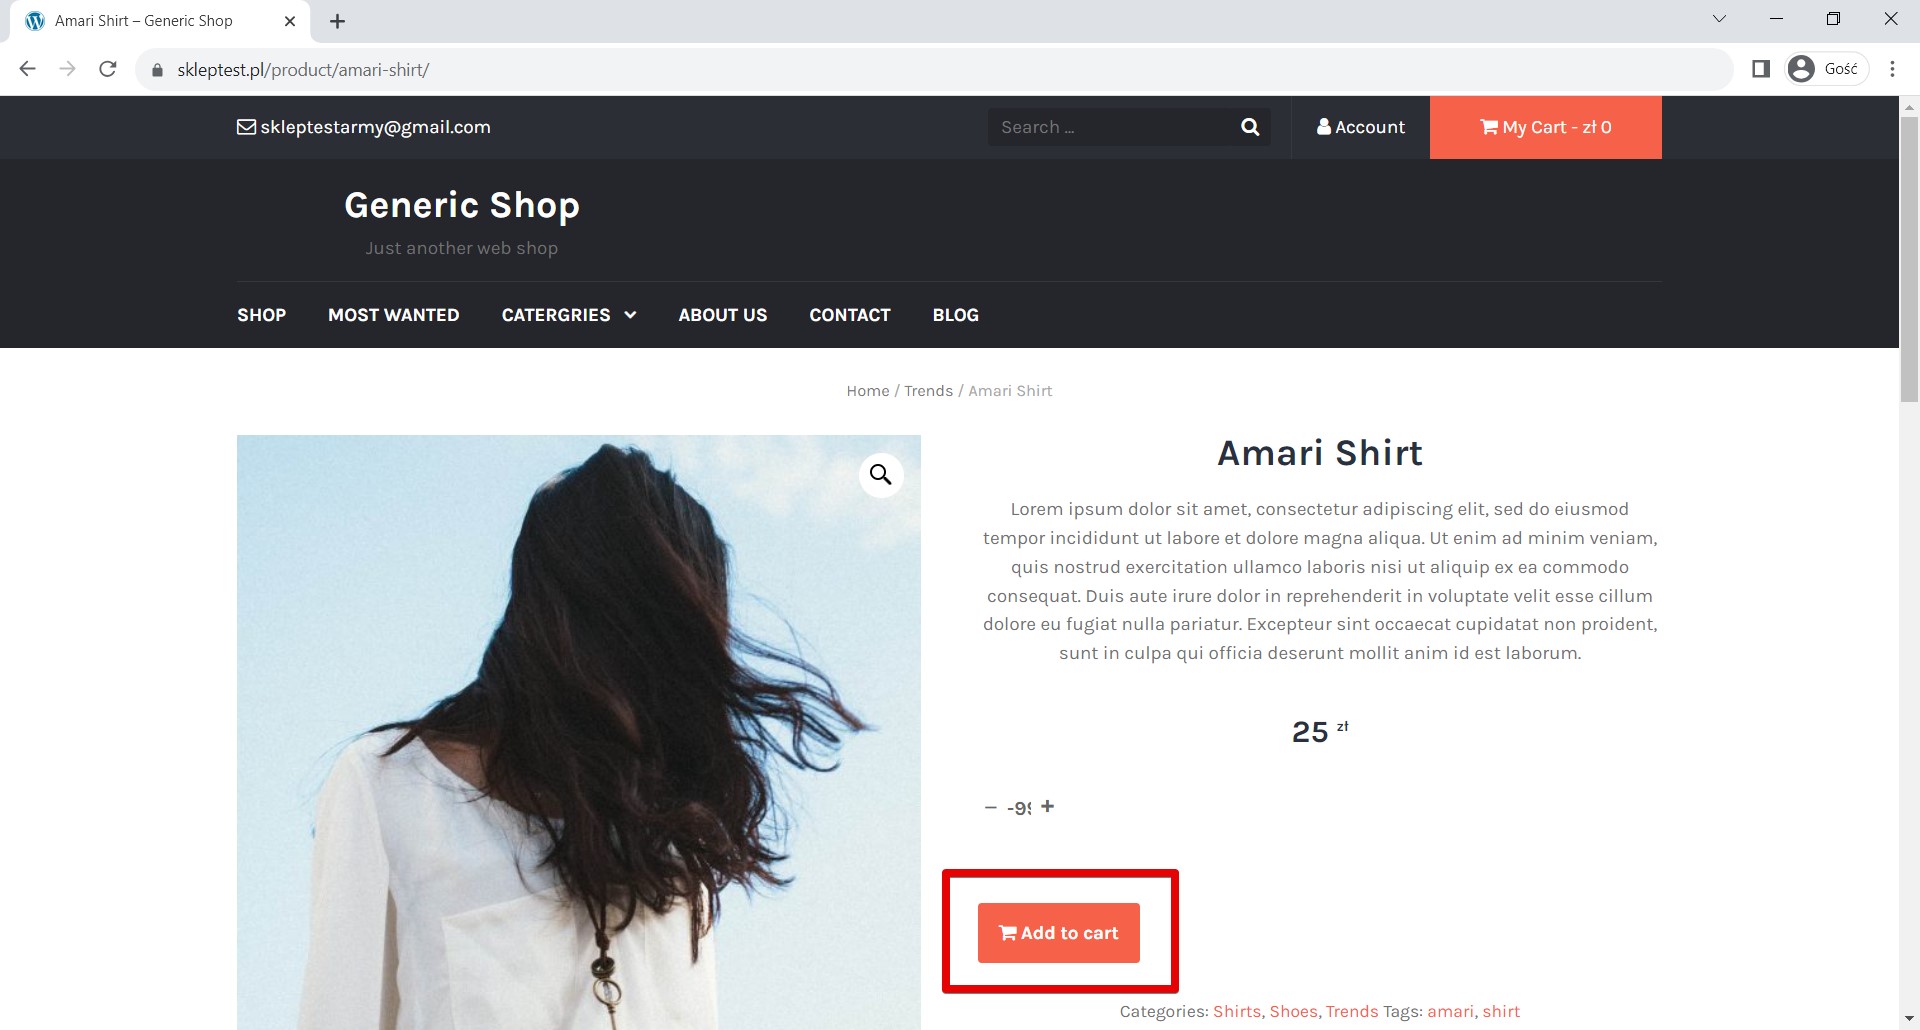 Amari Shirt – Generic Shop
skleptest.pl/product/amari-shirt/
Gość
skleptestarmy@gmail.com
Search ...
Account
My Cart - zł 0
Generic Shop
Just another web shop
SHOP MOST WANTED CATERGRIES ABOUT US CONTACT BLOG
Home / Trends / Amari Shirt
Amari Shirt
Lorem ipsum dolor sit amet, consectetur adipiscing elit, sed do eiusmod
tempor incididunt ut labore et dolore magna aliqua. Ut enim ad minim veniam,
quis nostrud exercitation ullamco laboris nisi ut aliquip ex ea commodo
consequat. Duis aute irure dolor in reprehenderit in voluptate velit esse cillum
dolore eu fugiat nulla pariatur. Excepteur sint occaecat cupidatat non proident,
sunt in culpa qui officia deserunt mollit anim id est laborum.
25 zł
− -99 +
Add to cart
Categories: Shirts, Shoes, Trends Tags: amari, shirt